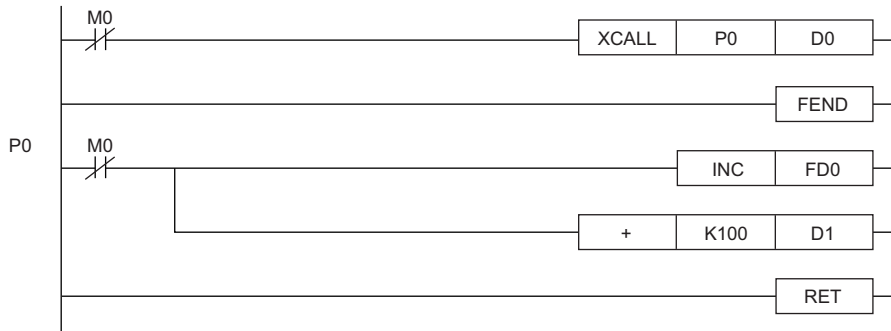 M0
XCALL P0 D0
FEND
P0 M0
INC FD0
+ K100 D1
RET